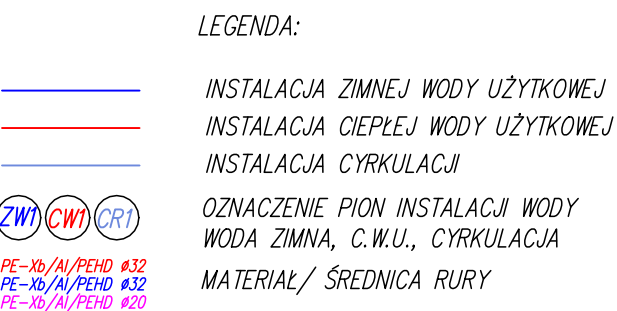 LEGENDA:
INSTALACJA ZIMNEJ WODY UŻYTKOWEJ
INSTALACJA CIEPŁEJ WODY UŻYTKOWEJ
INSTALACJA CYRKULACJI
ZW1 CW1 CR1 OZNACZENIE PION INSTALACJI WODY
WODA ZIMNA, C.W.U., CYRKULACJA
PE-Xb/Al/PEHD ø32
PE-Xb/Al/PEHD ø32 MATERIAŁ/ ŚREDNICA RURY
PE-Xb/Al/PEHD ø20